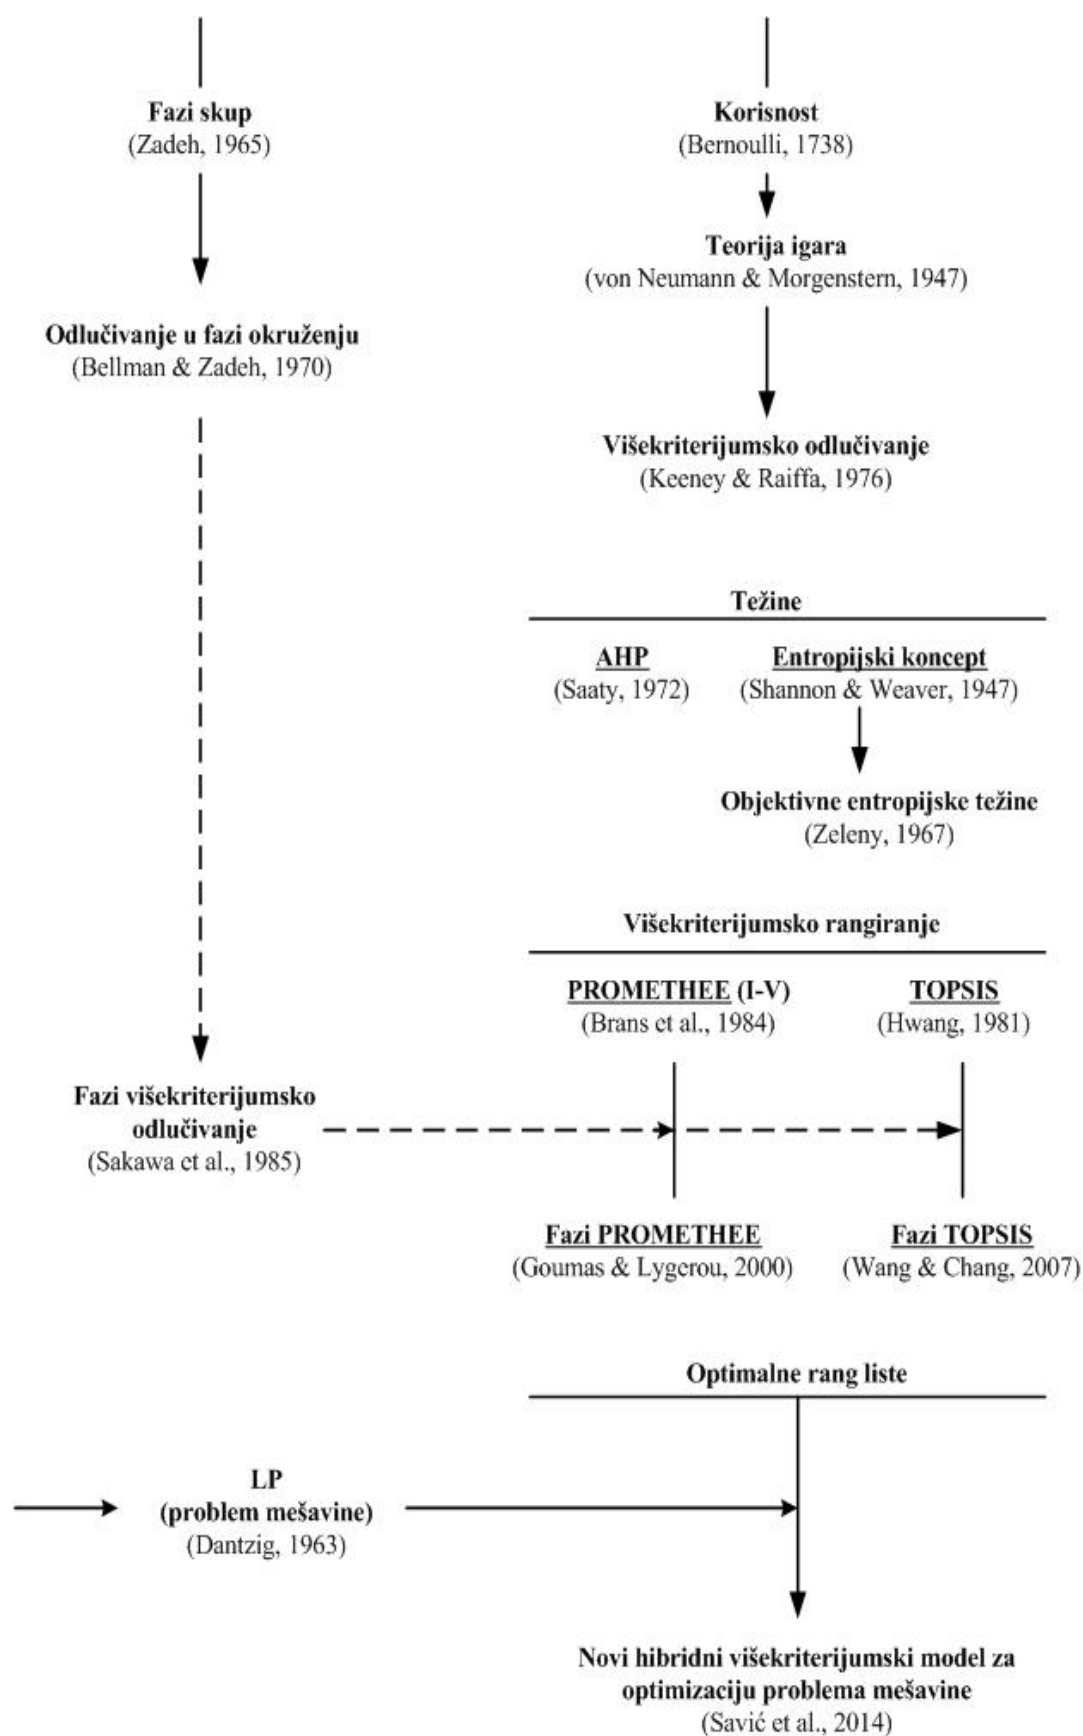 Fazi skup
(Zadeh, 1965)
Korisnost
(Bernoulli, 1738)
Teorija igara
(von Neumann & Morgenstern, 1947)
Odlučivanje u fazi okruženju
(Bellman & Zadeh, 1970)
Višekriterijumsko odlučivanje
(Keeney & Raiffa, 1976)
Težine
AHP
(Saaty, 1972)
Entropijski koncept
(Shannon & Weaver, 1947)
Objektivne entropijske težine
(Zeleny, 1967)
Višekriterijumsko rangiranje
PROMETHEE (I-V)
(Brans et al., 1984)
TOPSIS
(Hwang, 1981)
Fazi višekriterijumsko
odlučivanje
(Sakawa et al., 1985)
Fazi PROMETHEE
(Goumas & Lygerou, 2000)
Fazi TOPSIS
(Wang & Chang, 2007)
Optimalne rang liste
LP
(problem mešavine)
(Dantzig, 1963)
Novi hibridni višekriterijumski model za
optimizaciju problema mešavine
(Savić et al., 2014)